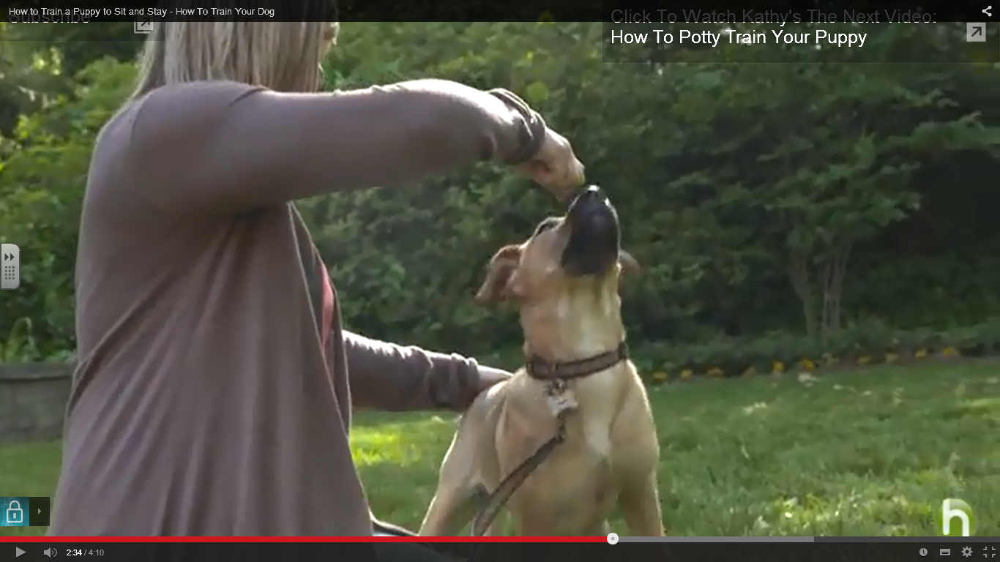 How to Train a Puppy to Sit and Stay - How To Train Your Dog
Subscribe
Click To Watch Kathy's The Next Video:
How To Potty Train Your Puppy
h
2:34 / 4:10